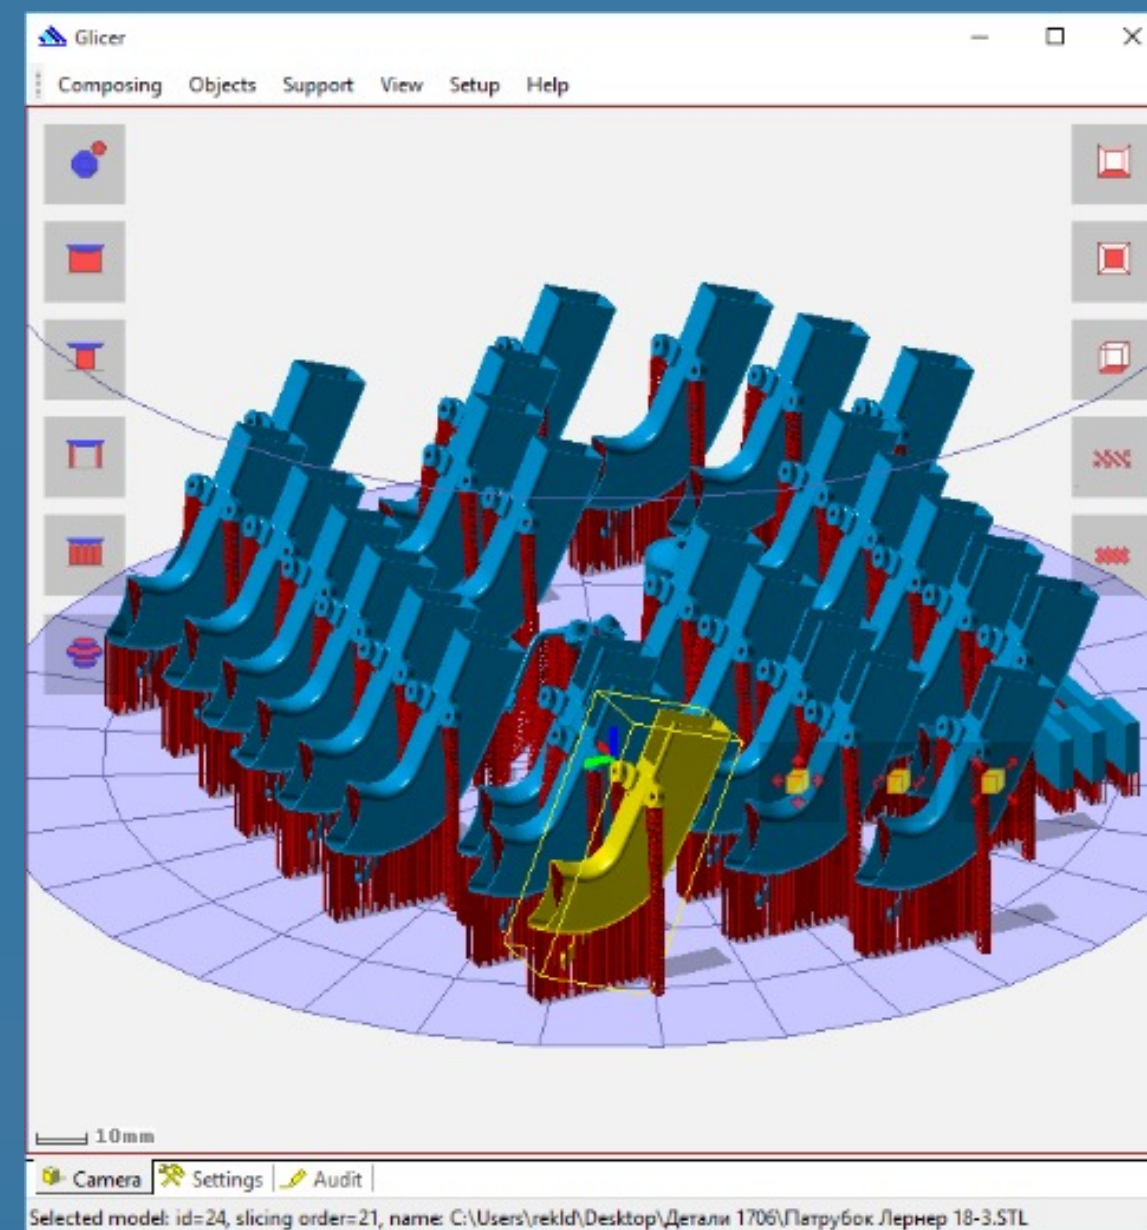 Glicer
Composing Objects Support View Setup Help
10mm
Camera Settings Audit
Selected model: id=24, slicing order=21, name: C:\Users\rekld\Desktop\Детали 1706\Патрубок Лернер 18-3.STL